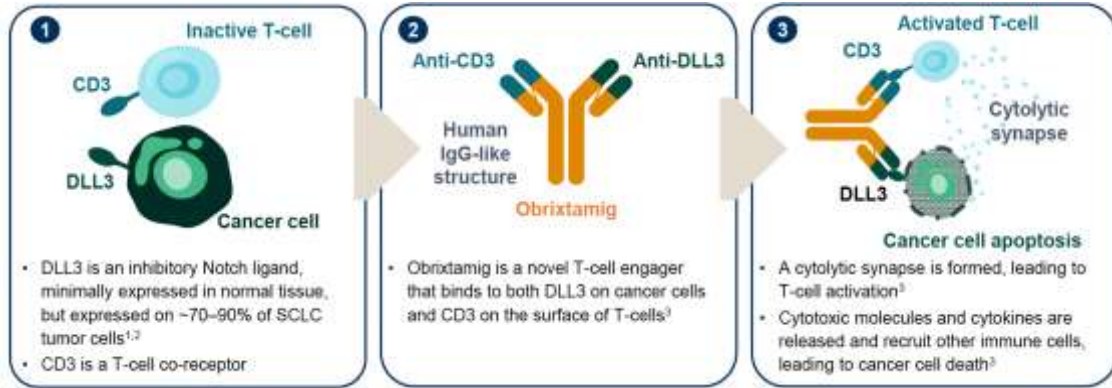 1
Inactive T-cell
CD3
DLL3
Cancer cell
• DLL3 is an inhibitory Notch ligand,
minimally expressed in normal tissue,
but expressed on ~70–90% of SCLC
tumor cells1,2
• CD3 is a T-cell co-receptor
2
Anti-CD3
Anti-DLL3
Human
IgG-like
structure
Obrixtamig
• Obrixtamig is a novel T-cell engager
that binds to both DLL3 on cancer cells
and CD3 on the surface of T-cells3
3
Activated T-cell
CD3
Cytolytic
synapse
DLL3
Cancer cell apoptosis
• A cytolytic synapse is formed, leading to
T-cell activation3
• Cytotoxic molecules and cytokines are
released and recruit other immune cells,
leading to cancer cell death3